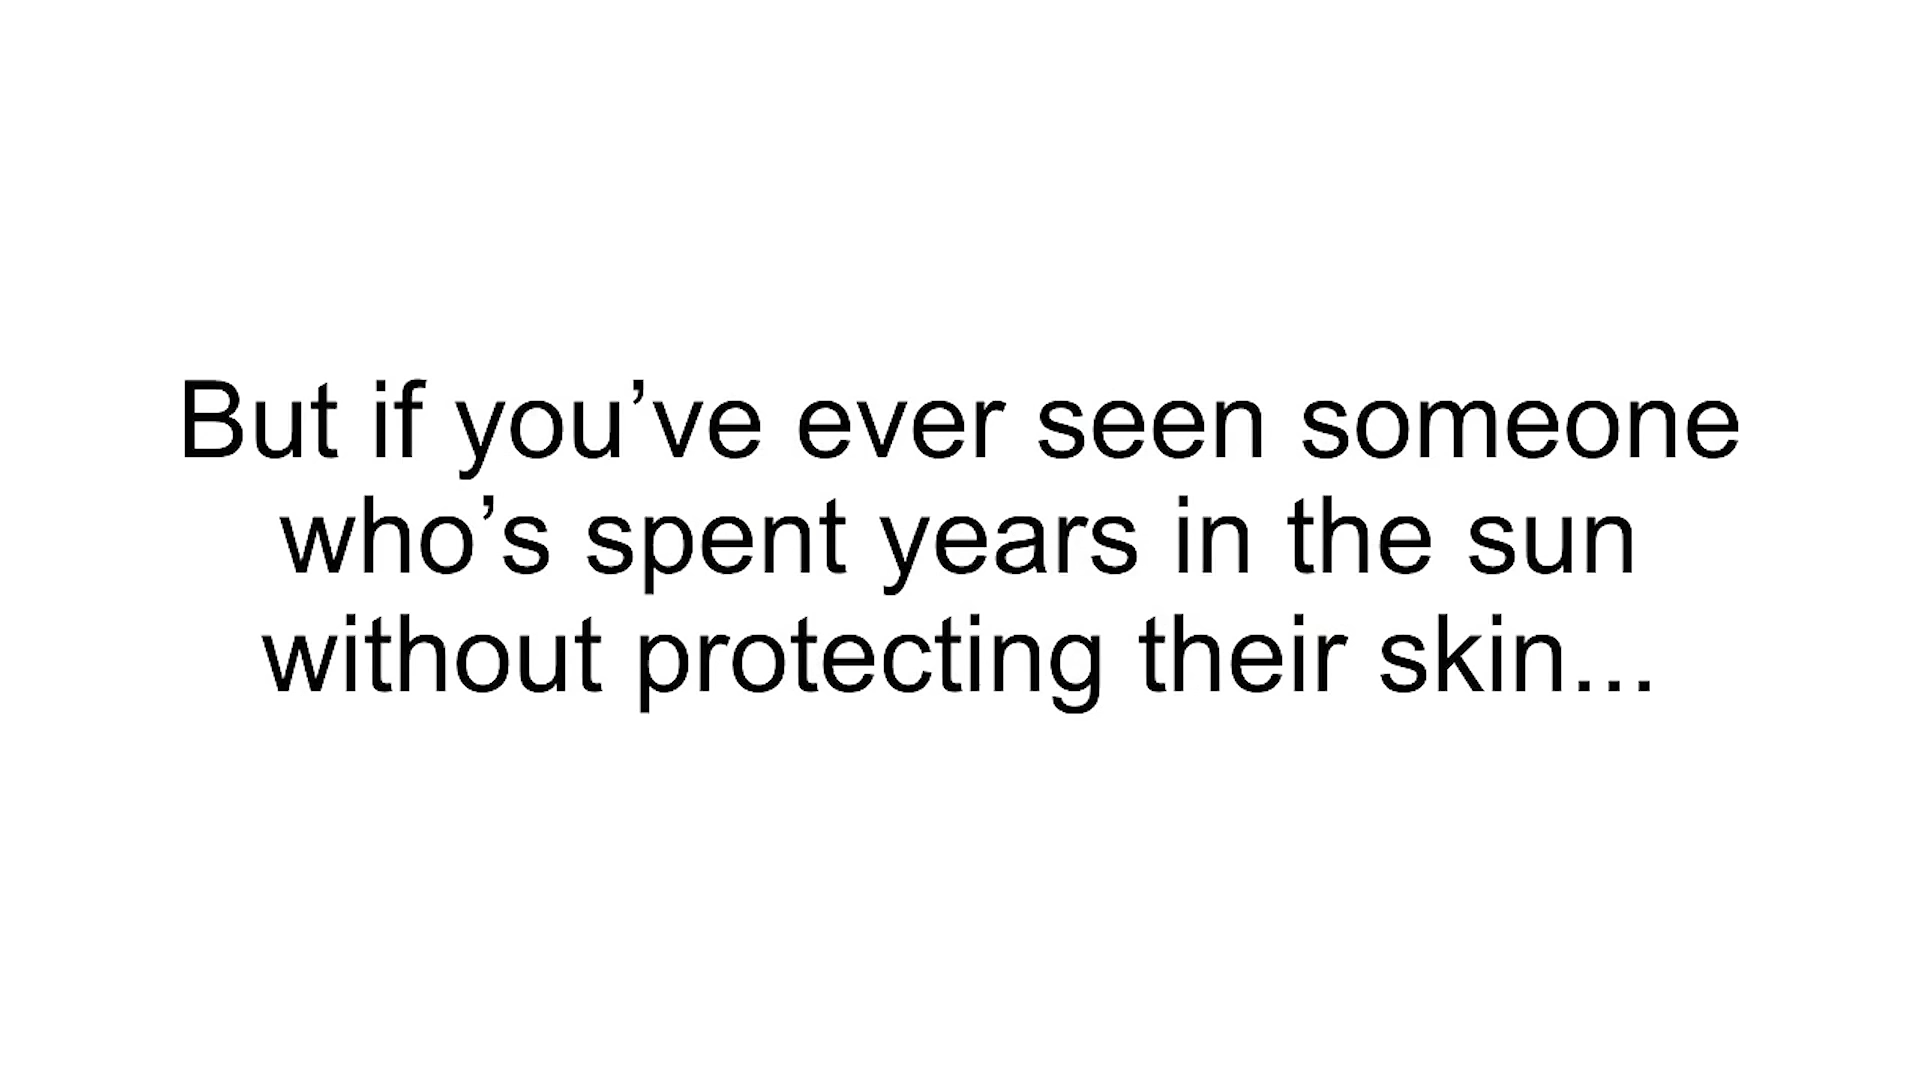 But if you’ve ever seen someone
who’s spent years in the sun
without protecting their skin...